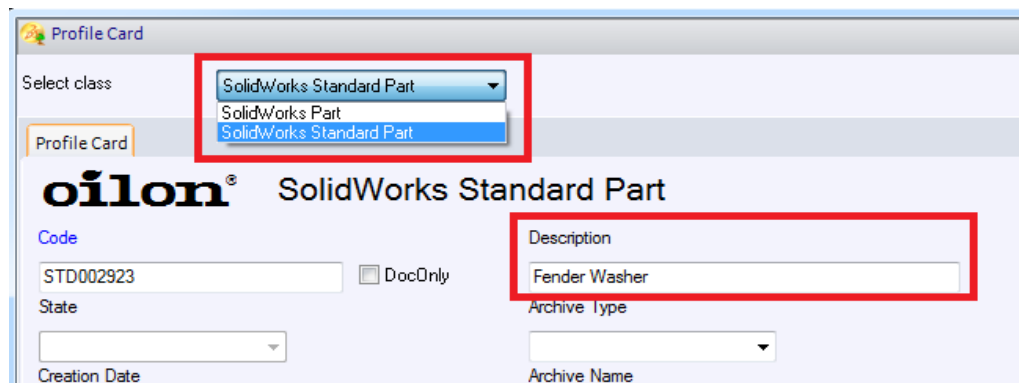 Profile Card
Select class
SolidWorks Standard Part
SolidWorks Part
SolidWorks Standard Part
Profile Card
oilon® SolidWorks Standard Part
Code Description
STD002923 DocOnly Fender Washer
State Archive Type
Creation Date Archive Name